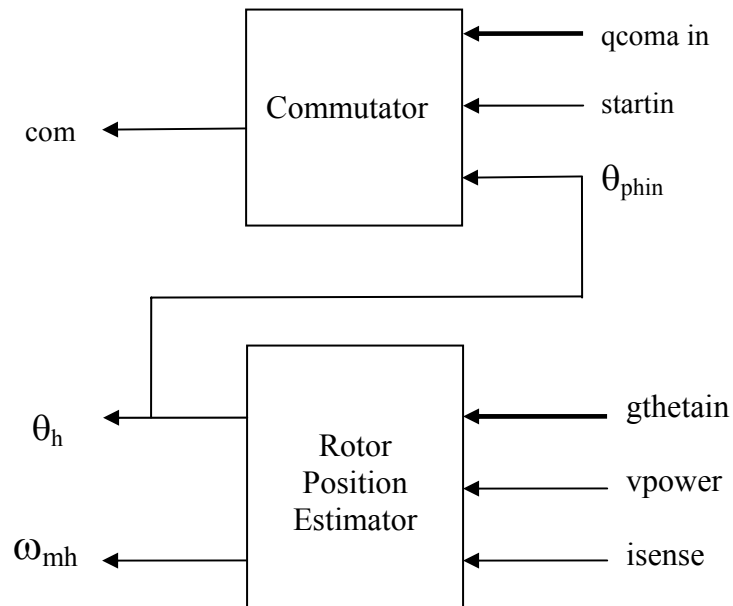 qcoma in
Commutator
startin
com
θphin
gthetain
θh
Rotor
Position
Estimator
vpower
ωmh
isense